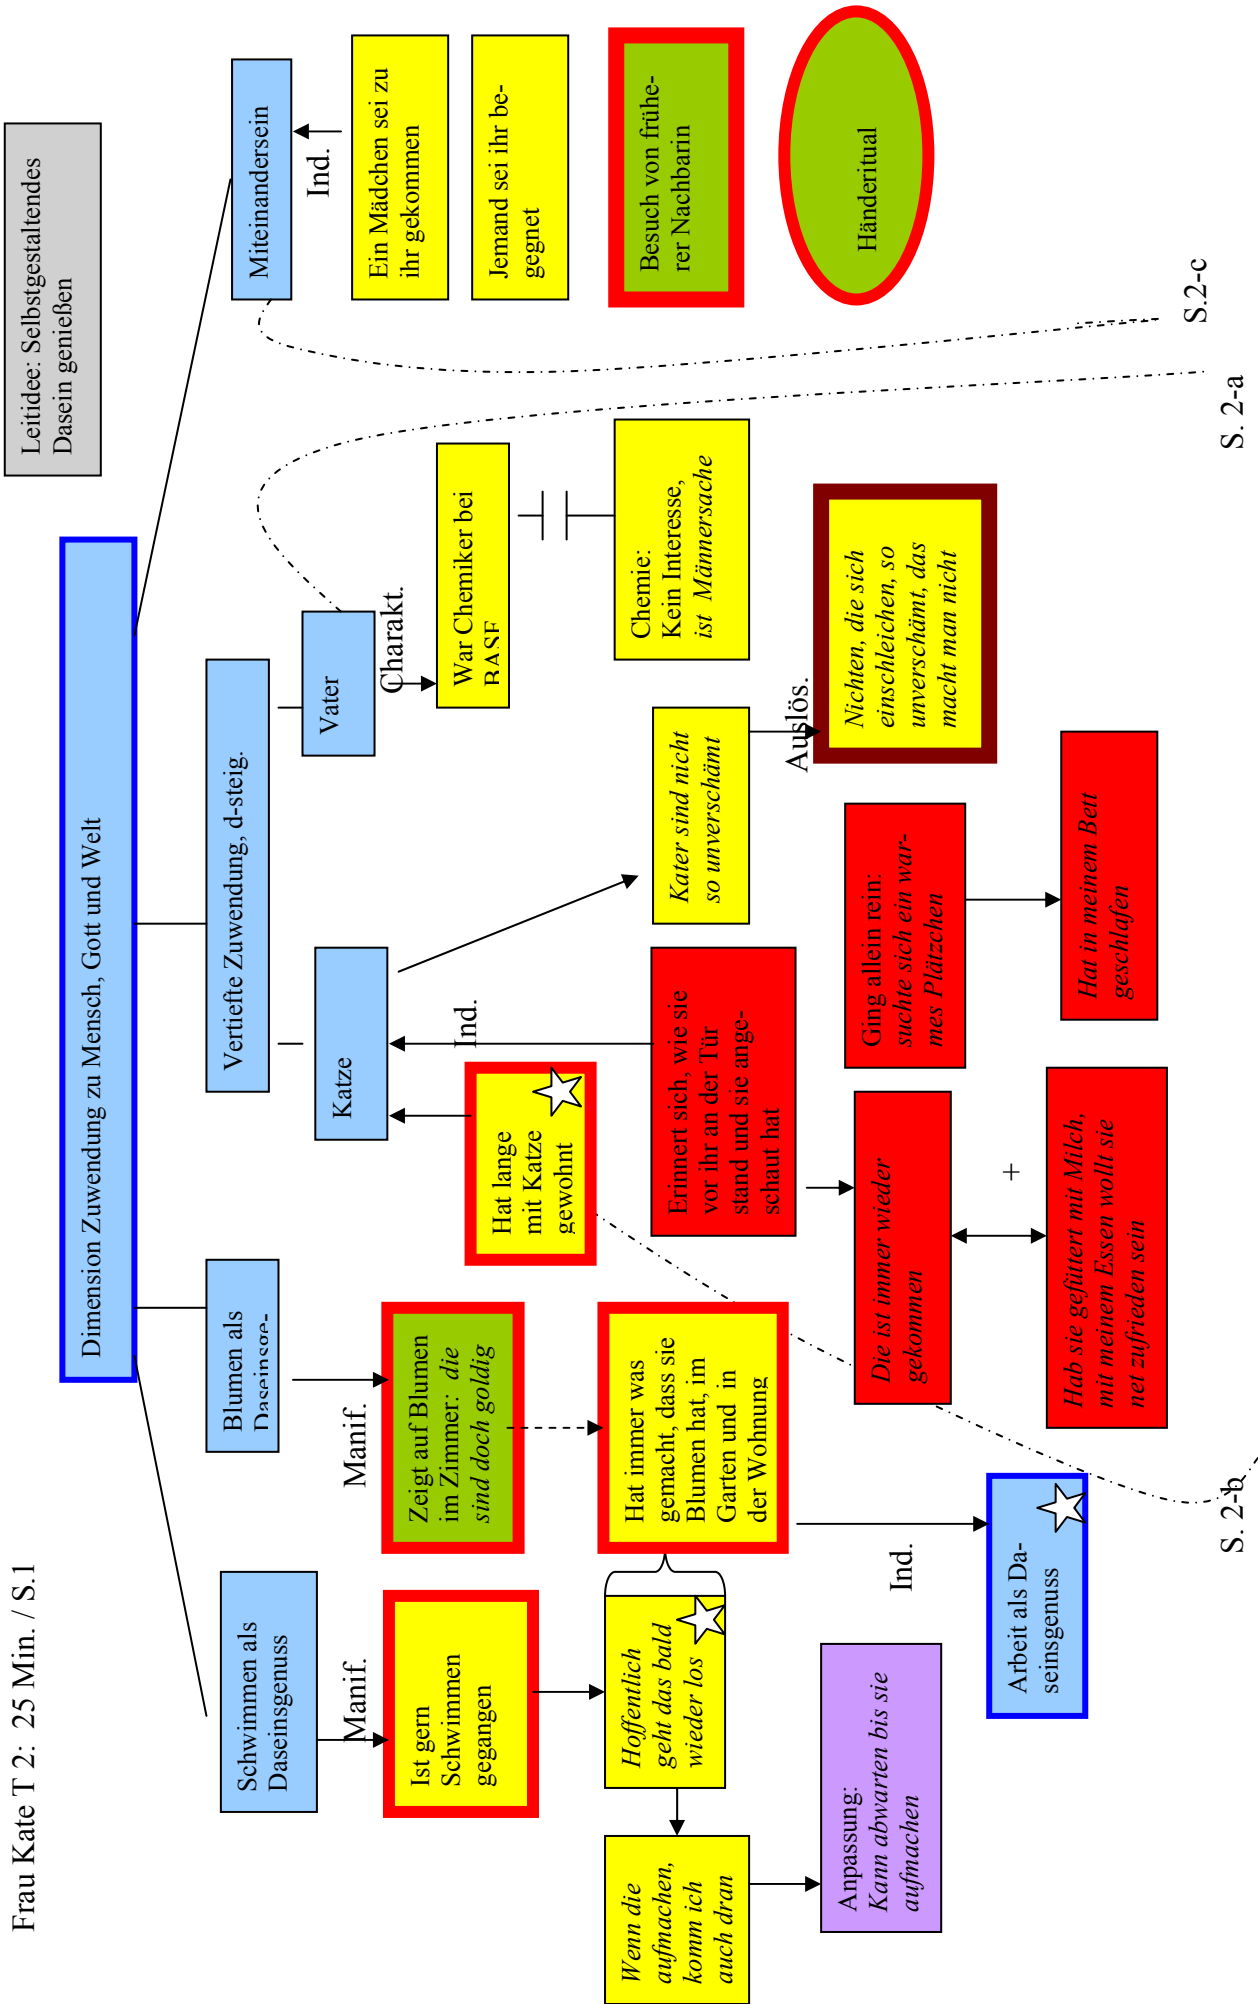 Frau Kate T 2: 25 Min. / S.1
Leitidee: Selbstgestaltendes
Dasein genießen
Dimension Zuwendung zu Mensch, Gott und Welt
Schwimmen als
Daseinsgenuss
Manif.
Ist gern
Schwimmen
gegangen
Hoffentlich
geht das bald
wieder los
Wenn die
aufmachen,
komm ich
auch dran
Anpassung:
Kann abwarten bis sie
aufmachen
Blumen als
Manif.
Zeigt auf Blumen
im Zimmer: die
sind doch goldig
Hat immer was
gemacht, dass sie
Blumen hat, im
Garten und in
der Wohnung
Ind.
Arbeit als Da-
seinsgenuss
Vertiefte Zuwendung, d-steig.
Katze
Ind.
Hat lange
mit Katze
gewohnt
Erinnert sich, wie sie
vor ihr an der Tür
stand und sie ange-
schaut hat
Die ist immer wieder
gekommen
+
Hab sie gefüttert mit Milch,
mit meinem Essen wollt sie
net zufrieden sein
Ging allein rein:
suchte sich ein war-
mes Plätzchen
Hat in meinem Bett
geschlafen
Kater sind nicht
so unverschämt
Auslös.
Nichten, die sich
einschleichen, so
unverschämt, das
macht man nicht
Vater
Charakt.
War Chemiker bei
BASF
Chemie:
Kein Interesse,
ist Männersache
Miteinandersein
Ind.
Ein Mädchen sei zu
ihr gekommen
Jemand sei ihr be-
gegnet
Besuch von frühe-
rer Nachbarin
Händeritual
S. 2-b
S. 2-a
S.2-c